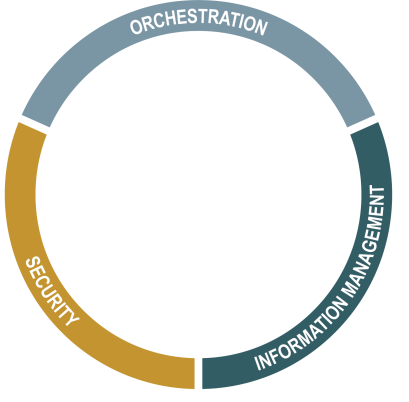 ORCHESTRATION
SECURITY
INFORMATION MANAGEMENT